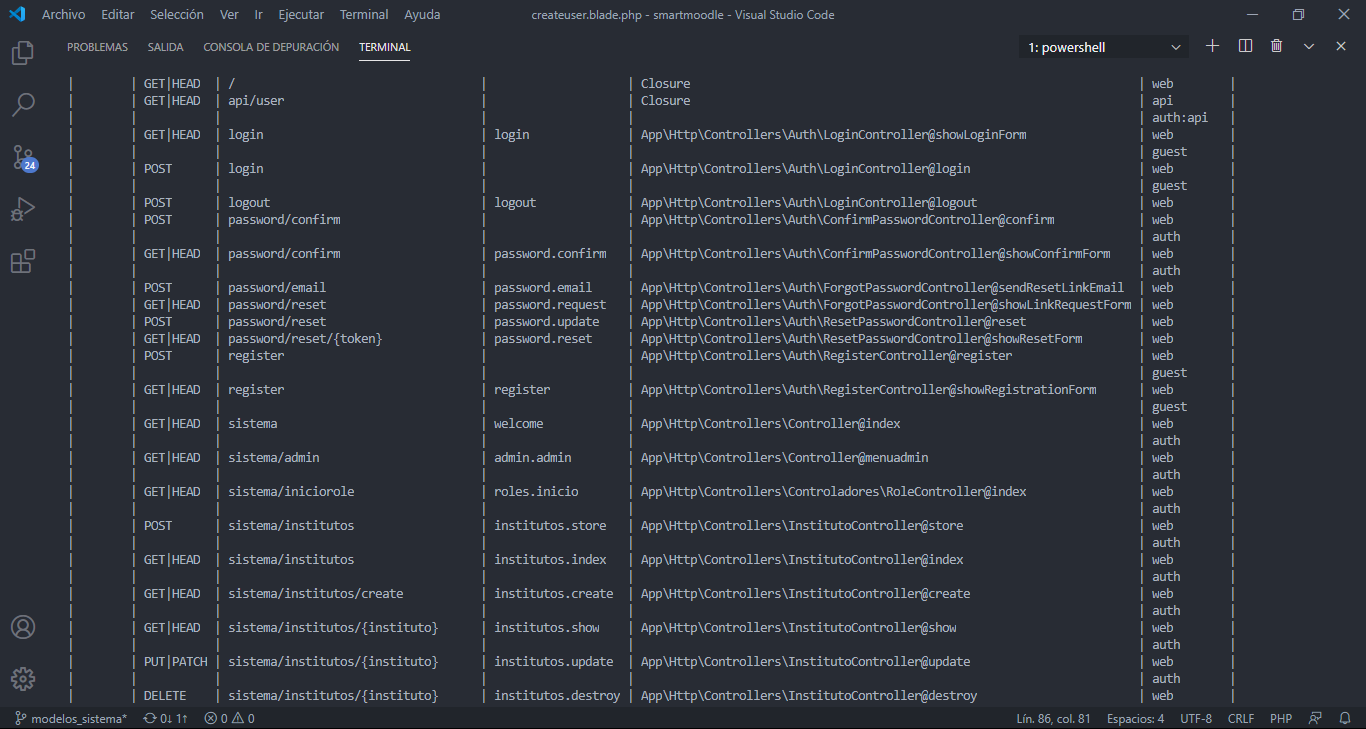 Archivo Editar Selección Ver Ir Ejecutar Terminal Ayuda createuser.blade.php - smartmoodle - Visual Studio Code
PROBLEMAS SALIDA CONSOLA DE DEPURACIÓN TERMINAL 1: powershell
| | GET|HEAD | / | | Closure | web |
| | GET|HEAD | api/user | | Closure | api |
| | | | | | auth:api |
| | GET|HEAD | login | login | App\Http\Controllers\Auth\LoginController@showLoginForm | web |
| | | | | | guest |
| | POST | login | | App\Http\Controllers\Auth\LoginController@login | web |
| | | | | | guest |
| | POST | logout | logout | App\Http\Controllers\Auth\LoginController@logout | web |
| | POST | password/confirm | | App\Http\Controllers\Auth\ConfirmPasswordController@confirm | web |
| | | | | | auth |
| | GET|HEAD | password/confirm | password.confirm | App\Http\Controllers\Auth\ConfirmPasswordController@showConfirmForm | web |
| | | | | | auth |
| | POST | password/email | password.email | App\Http\Controllers\Auth\ForgotPasswordController@sendResetLinkEmail | web |
| | GET|HEAD | password/reset | password.request | App\Http\Controllers\Auth\ForgotPasswordController@showLinkRequestForm | web |
| | POST | password/reset | password.update | App\Http\Controllers\Auth\ResetPasswordController@reset | web |
| | GET|HEAD | password/reset/{token} | password.reset | App\Http\Controllers\Auth\ResetPasswordController@showResetForm | web |
| | POST | register | | App\Http\Controllers\Auth\RegisterController@register | web |
| | | | | | guest |
| | GET|HEAD | register | register | App\Http\Controllers\Auth\RegisterController@showRegistrationForm | web |
| | | | | | guest |
| | GET|HEAD | sistema | welcome | App\Http\Controllers\Controller@index | web |
| | | | | | auth |
| | GET|HEAD | sistema/admin | admin.admin | App\Http\Controllers\Controller@menuadmin | web |
| | | | | | auth |
| | GET|HEAD | sistema/iniciorole | roles.inicio | App\Http\Controllers\Controladores\RoleController@index | web |
| | | | | | auth |
| | POST | sistema/institutos | institutos.store | App\Http\Controllers\InstitutoController@store | web |
| | | | | | auth |
| | GET|HEAD | sistema/institutos | institutos.index | App\Http\Controllers\InstitutoController@index | web |
| | | | | | auth |
| | GET|HEAD | sistema/institutos/create | institutos.create | App\Http\Controllers\InstitutoController@create | web |
| | | | | | auth |
| | GET|HEAD | sistema/institutos/{instituto} | institutos.show | App\Http\Controllers\InstitutoController@show | web |
| | | | | | auth |
| | PUT|PATCH | sistema/institutos/{instituto} | institutos.update | App\Http\Controllers\InstitutoController@update | web |
| | | | | | auth |
| | DELETE | sistema/institutos/{instituto} | institutos.destroy | App\Http\Controllers\InstitutoController@destroy | web |
24
modelos_sistema* 0↓ 1↑ 0 0 Lín. 86, col. 81 Espacios: 4 UTF-8 CRLF PHP